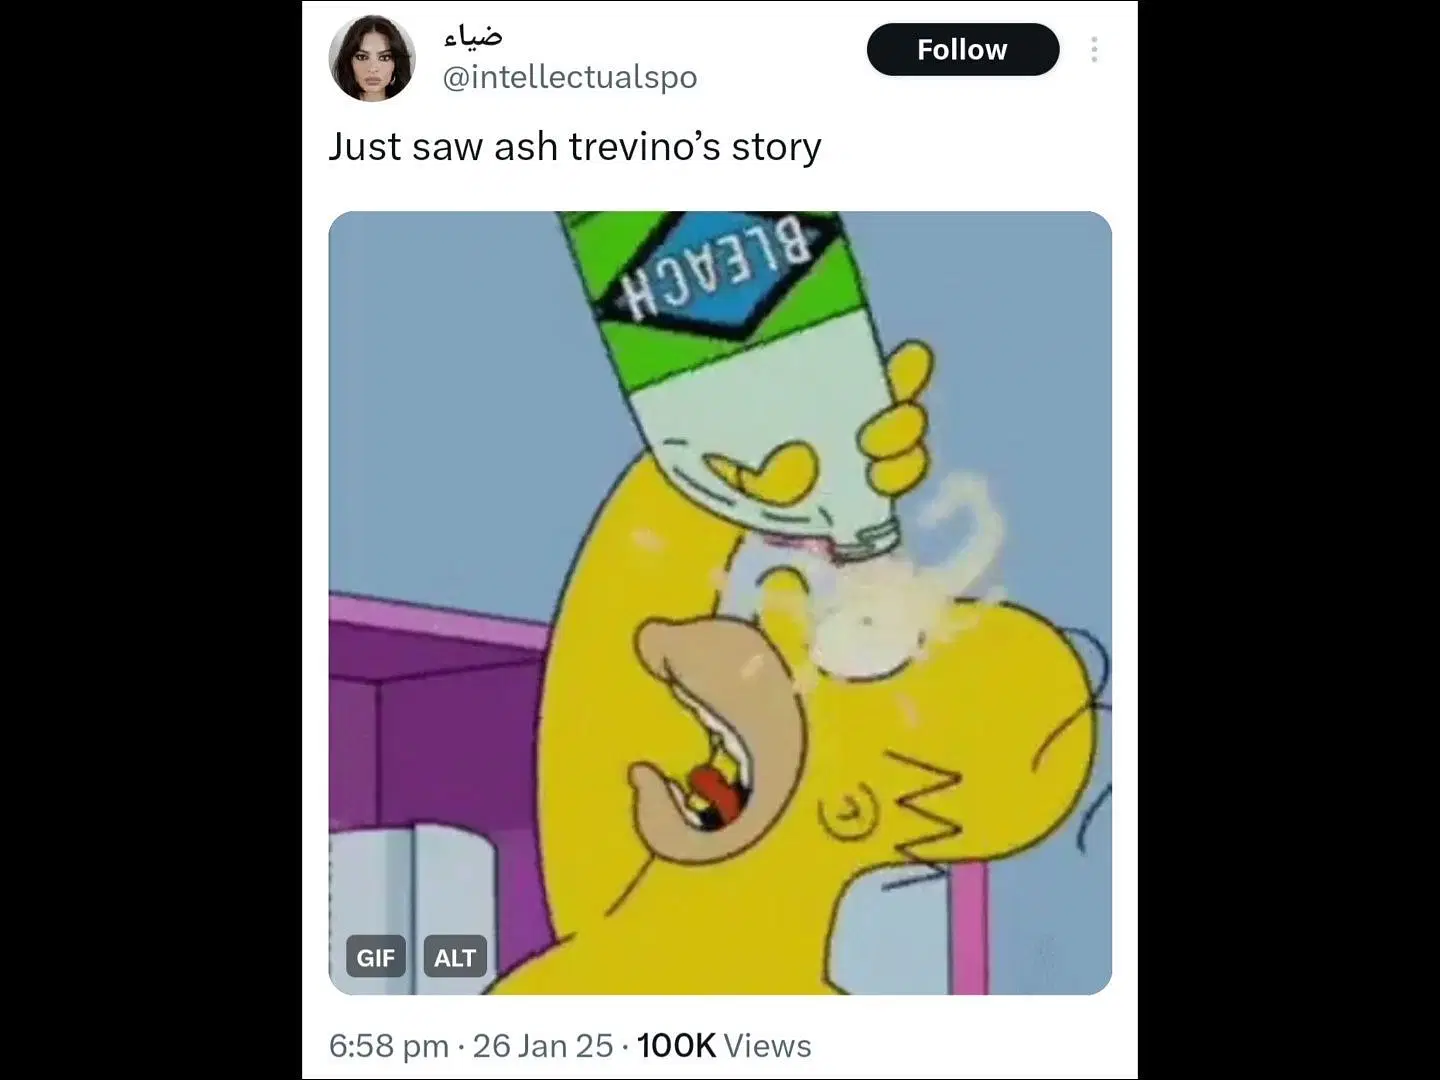 ضياء
@intellectualspo
Follow
Just saw ash trevino’s story
BLEACH
GIF
ALT
6:58 pm · 26 Jan 25 · 100K Views